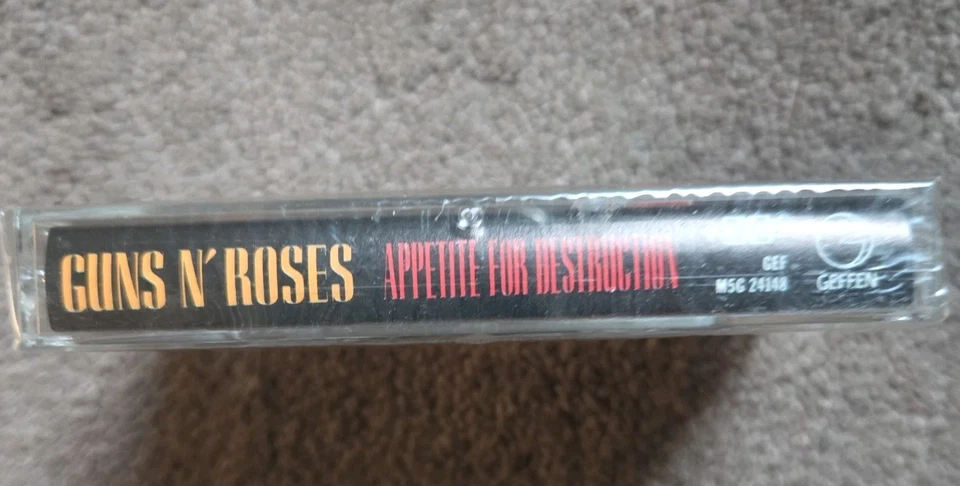 GUNS N' ROSES
APPETITE FOR DESTRUCTION
GEF
M5G 24148
GEFFEN